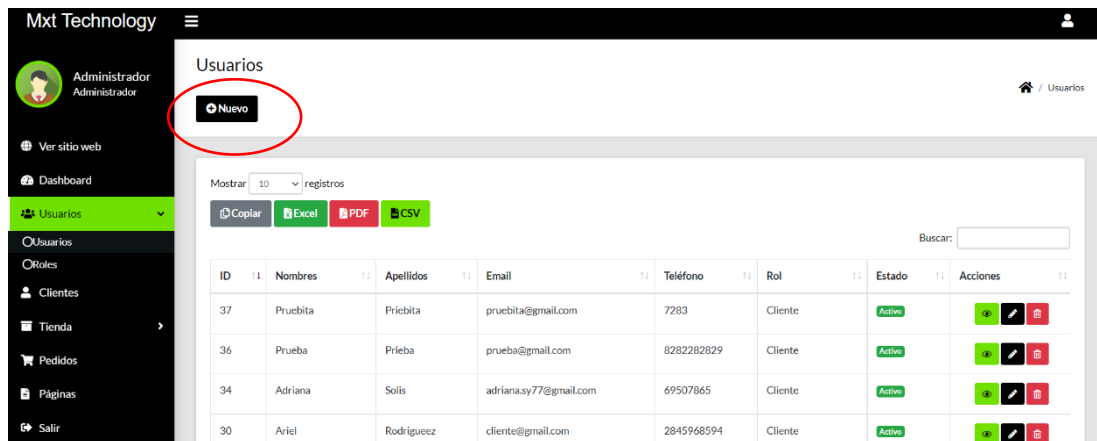 Mxt Technology
Administrador
Administrador
Ver sitio web
Dashboard
Usuarios
Usuarios
Roles
Clientes
Tienda
Pedidos
Páginas
Salir
Usuarios
/ Usuarios
Nuevo
Mostrar 10 registros
Copiar Excel PDF CSV
Buscar:
ID Nombres Apellidos Email Teléfono Rol Estado Acciones
37 Pruebita Priebita pruebita@gmail.com 7283 Cliente Activo
36 Prueba Prieba prueba@gmail.com 8282282829 Cliente Activo
34 Adriana Solis adriana.sy77@gmail.com 69507865 Cliente Activo
30 Ariel Rodrigueez cliente@gmail.com 2845968594 Cliente Activo